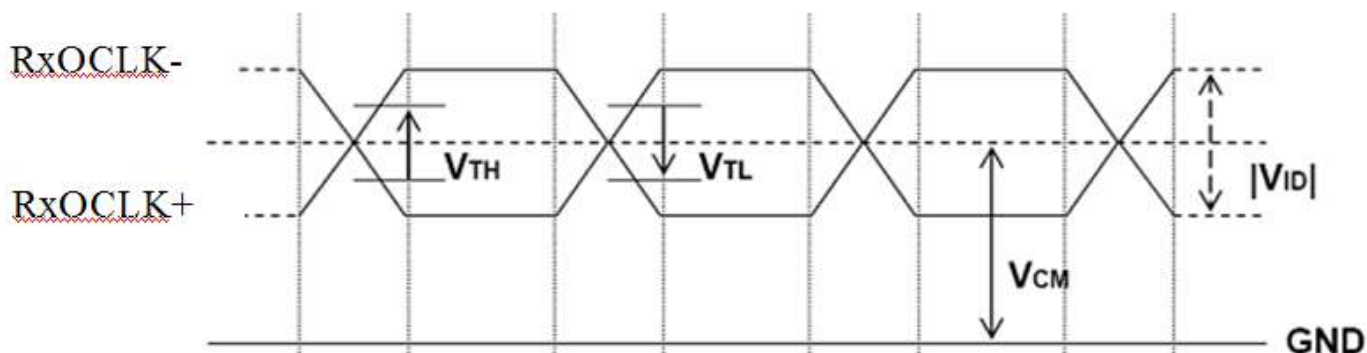 RxOCLK-
VTH
VTL
RxOCLK+
|VID|
VCM
GND